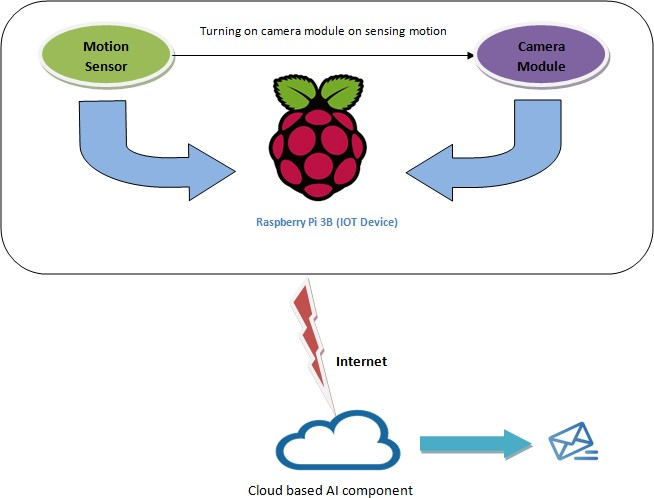 Turning on camera module on sensing motion
Motion
Sensor
Camera
Module
Raspberry Pi 3B (IOT Device)
Internet
Cloud based AI component